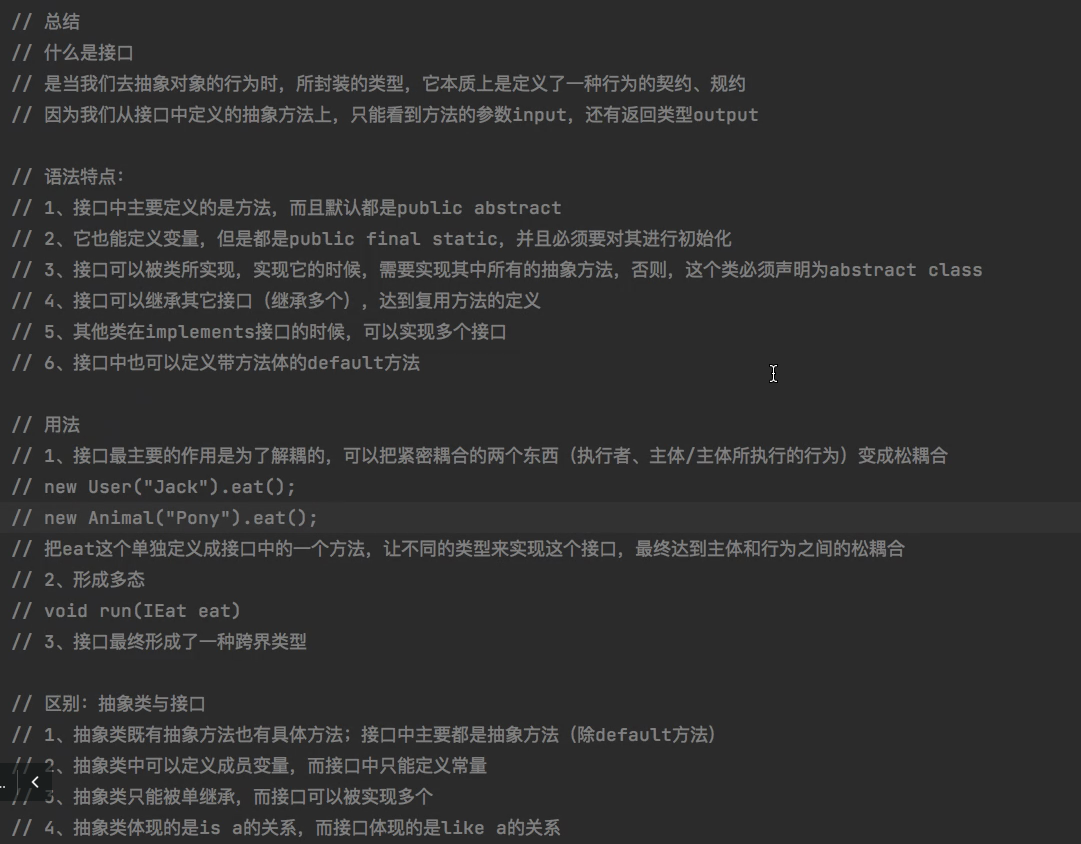 // 总结
// 什么是接口
// 是当我们去抽象对象的行为时，所封装的类型，它本质上是定义了一种行为的契约、规约
// 因为我们从接口中定义的抽象方法上，只能看到方法的参数input，还有返回类型output
// 语法特点：
// 1、接口中主要定义的是方法，而且默认都是public abstract
// 2、它也能定义变量，但是都是public final static，并且必须要对其进行初始化
// 3、接口可以被类所实现，实现它的时候，需要实现其中所有的抽象方法，否则，这个类必须声明为abstract class
// 4、接口可以继承其它接口（继承多个），达到复用方法的定义
// 5、其他类在implements接口的时候，可以实现多个接口
// 6、接口中也可以定义带方法体的default方法
// 用法
// 1、接口最主要的作用是为了解耦的，可以把紧密耦合的两个东西（执行者、主体/主体所执行的行为）变成松耦合
// new User("Jack").eat();
// new Animal("Pony").eat();
// 把eat这个单独定义成接口中的一个方法，让不同的类型来实现这个接口，最终达到主体和行为之间的松耦合
// 2、形成多态
// void run(IEat eat)
// 3、接口最终形成了一种跨界类型
// 区别：抽象类与接口
// 1、抽象类既有抽象方法也有具体方法；接口中主要都是抽象方法（除default方法）
// 2、抽象类中可以定义成员变量，而接口中只能定义常量
// 3、抽象类只能被单继承，而接口可以被实现多个
// 4、抽象类体现的是is a的关系，而接口体现的是like a的关系